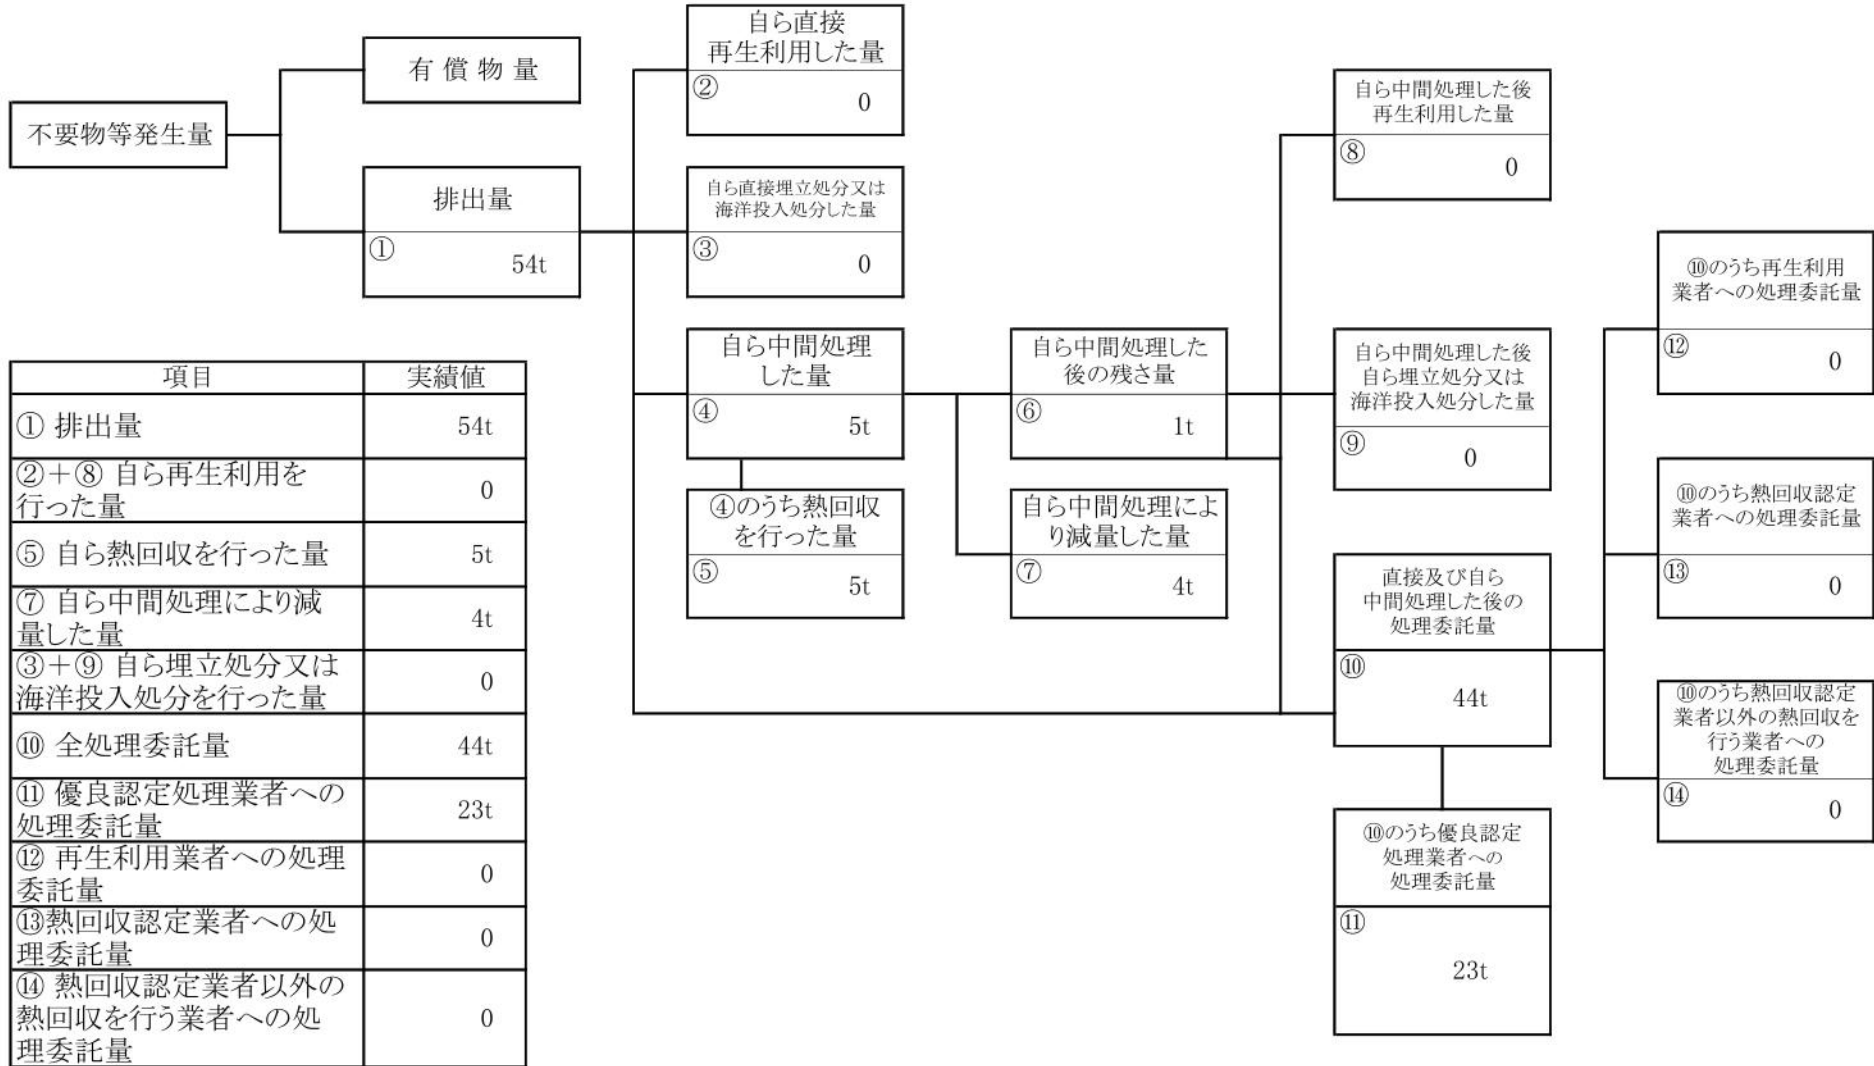 不要物等発生量
有 償 物 量
排出量
①
54t
自ら直接
再生利用した量
②
0
自ら直接埋立処分又は
海洋投入処分した量
③
0
自ら中間処理
した量
④
5t
④のうち熱回収
を行った量
⑤
5t
自ら中間処理した
後の残さ量
⑥
1t
自ら中間処理によ
り減量した量
⑦
4t
自ら中間処理した後
再生利用した量
⑧
0
自ら中間処理した後
自ら埋立処分又は
海洋投入処分した量
⑨
0
直接及び自ら
中間処理した後の
処理委託量
⑩
44t
⑩のうち優良認定
処理業者への
処理委託量
⑪
23t
⑩のうち再生利用
業者への処理委託量
⑫
0
⑩のうち熱回収認定
業者への処理委託量
⑬
0
⑩のうち熱回収認定
業者以外の熱回収を
行う業者への
処理委託量
⑭
0
項目 実績値
① 排出量 54t
②＋⑧ 自ら再生利用を
行った量
0
⑤ 自ら熱回収を行った量 5t
⑦ 自ら中間処理により減
量した量
4t
③＋⑨ 自ら埋立処分又は
海洋投入処分を行った量
0
⑩ 全処理委託量 44t
⑪ 優良認定処理業者への
処理委託量
23t
⑫ 再生利用業者への処理
委託量
0
⑬熱回収認定業者への処
理委託量
0
⑭ 熱回収認定業者以外の
熱回収を行う業者への処
理委託量
0